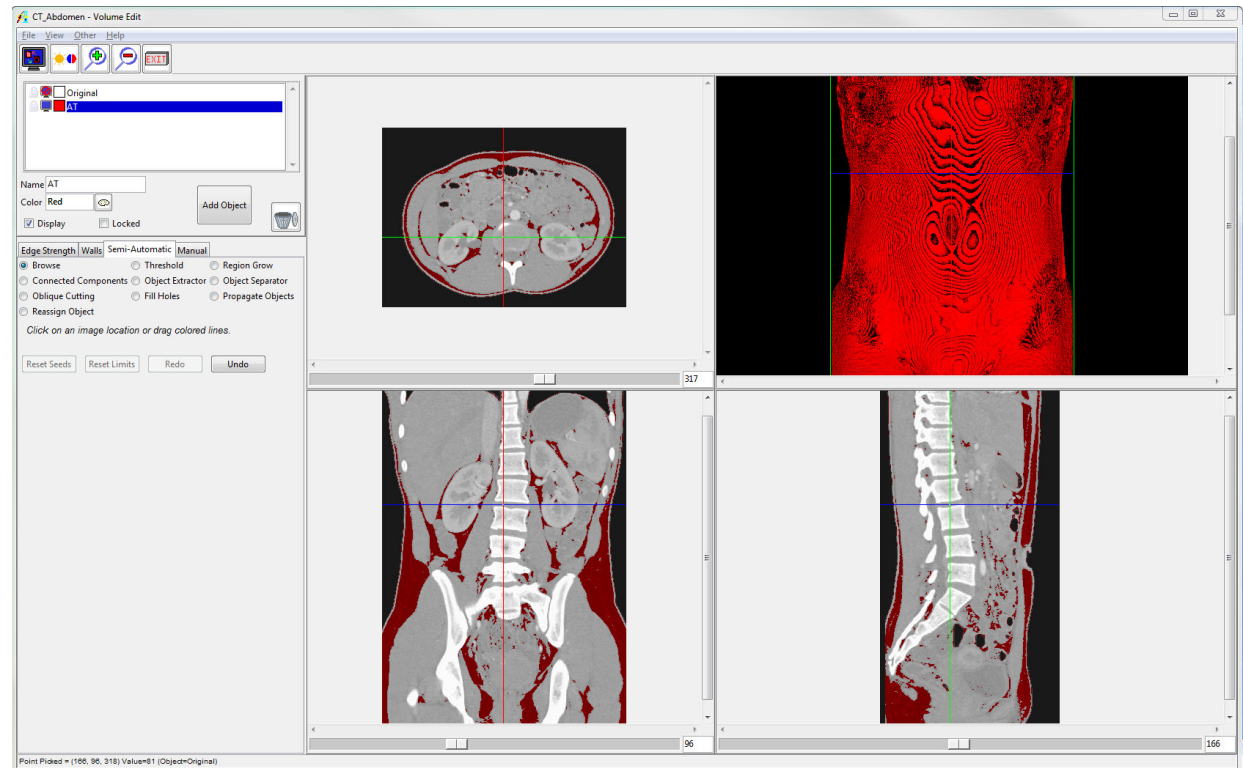 CT_Abdomen - Volume Edit
File View Other Help
EXIT
Original
AT
Name AT
Color Red
Add Object
Display Locked
Edge Strength Walls Semi-Automatic Manual
Browse Threshold Region Grow
Connected Components Object Extractor Object Separator
Oblique Cutting Fill Holes Propagate Objects
Reassign Object
Click on an image location or drag colored lines.
Reset Seeds Reset Limits Redo Undo
317
96
166
Point Picked = (166, 96, 318) Value=81 (Object=Original)